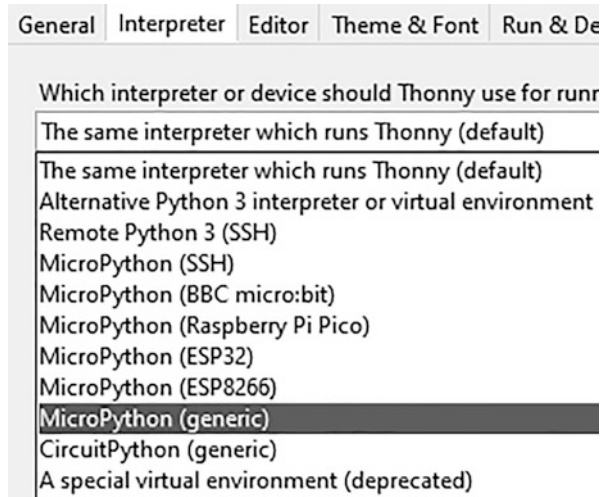 General Interpreter Editor Theme & Font Run & De
Which interpreter or device should Thonny use for runn
The same interpreter which runs Thonny (default)
The same interpreter which runs Thonny (default)
Alternative Python 3 interpreter or virtual environment
Remote Python 3 (SSH)
MicroPython (SSH)
MicroPython (BBC micro:bit)
MicroPython (Raspberry Pi Pico)
MicroPython (ESP32)
MicroPython (ESP8266)
MicroPython (generic)
CircuitPython (generic)
A special virtual environment (deprecated)